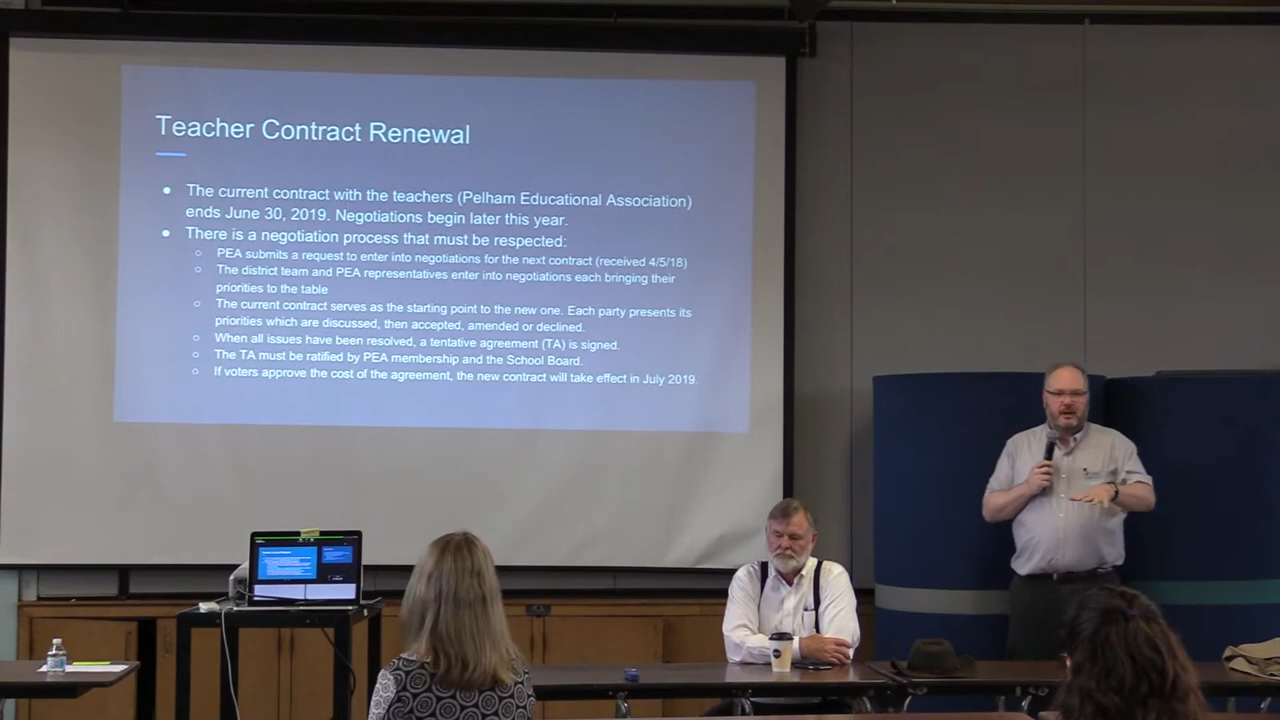 Teacher Contract Renewal
● The current contract with the teachers (Pelham Educational Association)
ends June 30, 2019. Negotiations begin later this year.
● There is a negotiation process that must be respected:
○ PEA submits a request to enter into negotiations for the next contract (received 4/5/18)
○ The district team and PEA representatives enter into negotiations each bringing their
priorities to the table
○ The current contract serves as the starting point to the new one. Each party presents its
priorities which are discussed, then accepted, amended or declined.
○ When all issues have been resolved, a tentative agreement (TA) is signed.
○ The TA must be ratified by PEA membership and the School Board.
○ If voters approve the cost of the agreement, the new contract will take effect in July 2019.